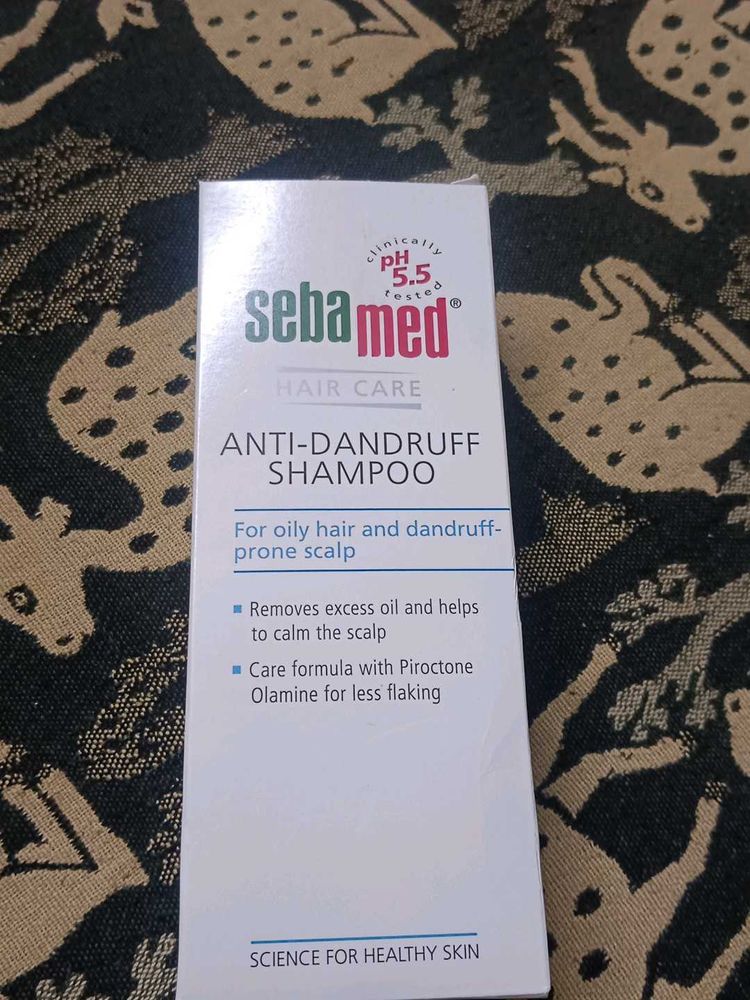 clinically
pH
5.5
tested
sebamed®
HAIR CARE
ANTI-DANDRUFF
SHAMPOO
For oily hair and dandruff-
prone scalp
▪ Removes excess oil and helps
to calm the scalp
▪ Care formula with Piroctone
Olamine for less flaking
SCIENCE FOR HEALTHY SKIN